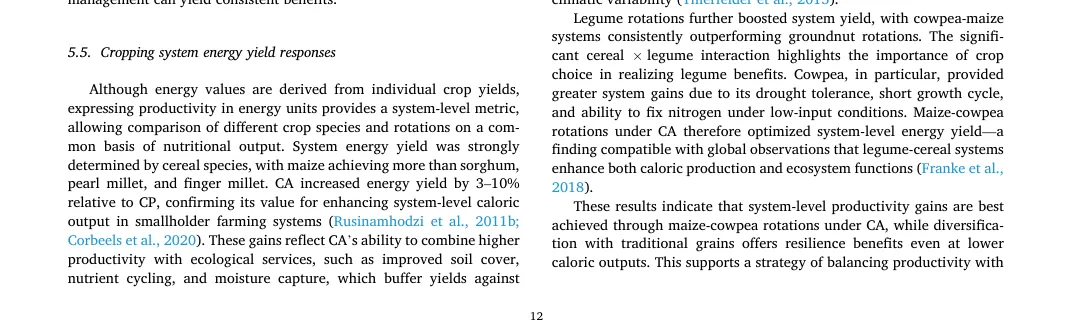 management can yield consistent benefits.
5.5. Cropping system energy yield responses
Although energy values are derived from individual crop yields,
expressing productivity in energy units provides a system-level metric,
allowing comparison of different crop species and rotations on a com-
mon basis of nutritional output. System energy yield was strongly
determined by cereal species, with maize achieving more than sorghum,
pearl millet, and finger millet. CA increased energy yield by 3–10%
relative to CP, confirming its value for enhancing system-level caloric
output in smallholder farming systems (Rusinamhodzi et al., 2011b;
Corbeels et al., 2020). These gains reflect CA's ability to combine higher
productivity with ecological services, such as improved soil cover,
nutrient cycling, and moisture capture, which buffer yields against
climatic variability (Thierfelder et al., 2015).
Legume rotations further boosted system yield, with cowpea-maize
systems consistently outperforming groundnut rotations. The signifi-
cant cereal × legume interaction highlights the importance of crop
choice in realizing legume benefits. Cowpea, in particular, provided
greater system gains due to its drought tolerance, short growth cycle,
and ability to fix nitrogen under low-input conditions. Maize-cowpea
rotations under CA therefore optimized system-level energy yield—a
finding compatible with global observations that legume-cereal systems
enhance both caloric production and ecosystem functions (Franke et al.,
2018).
These results indicate that system-level productivity gains are best
achieved through maize-cowpea rotations under CA, while diversifica-
tion with traditional grains offers resilience benefits even at lower
caloric outputs. This supports a strategy of balancing productivity with
12